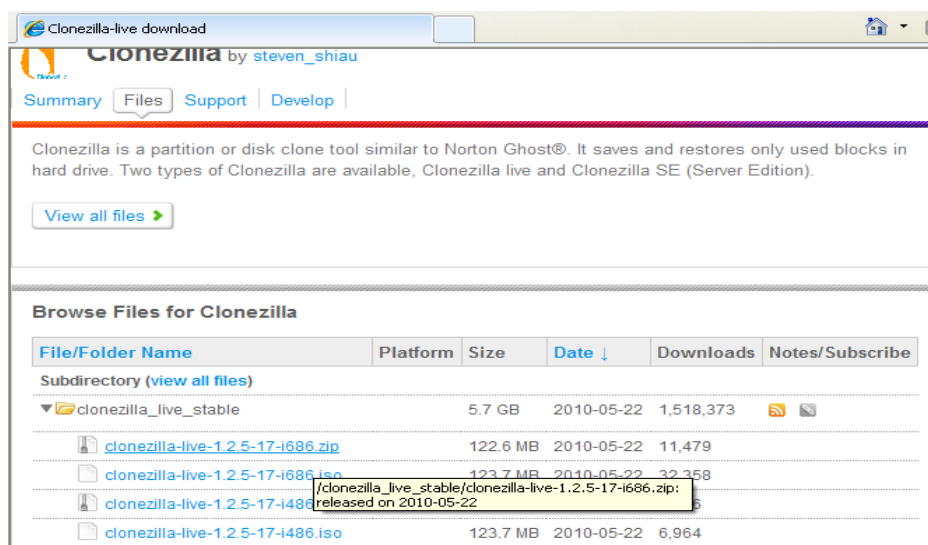 Clonezilla-live download
Clonezilla by steven_shiau
Summary Files Support Develop
Clonezilla is a partition or disk clone tool similar to Norton Ghost®. It saves and restores only used blocks in
hard drive. Two types of Clonezilla are available, Clonezilla live and Clonezilla SE (Server Edition).
View all files
Browse Files for Clonezilla
File/Folder Name Platform Size Date ↓ Downloads Notes/Subscribe
Subdirectory (view all files)
clonezilla_live_stable 5.7 GB 2010-05-22 1,518,373
clonezilla-live-1.2.5-17-i686.zip 122.6 MB 2010-05-22 11,479
clonezilla-live-1.2.5-17-i686.iso 123.7 MB 2010-05-22 32,358
/clonezilla_live_stable/clonezilla-live-1.2.5-17-i686.zip:
released on 2010-05-22
clonezilla-live-1.2.5-17-i486
clonezilla-live-1.2.5-17-i486.iso 123.7 MB 2010-05-22 6,964